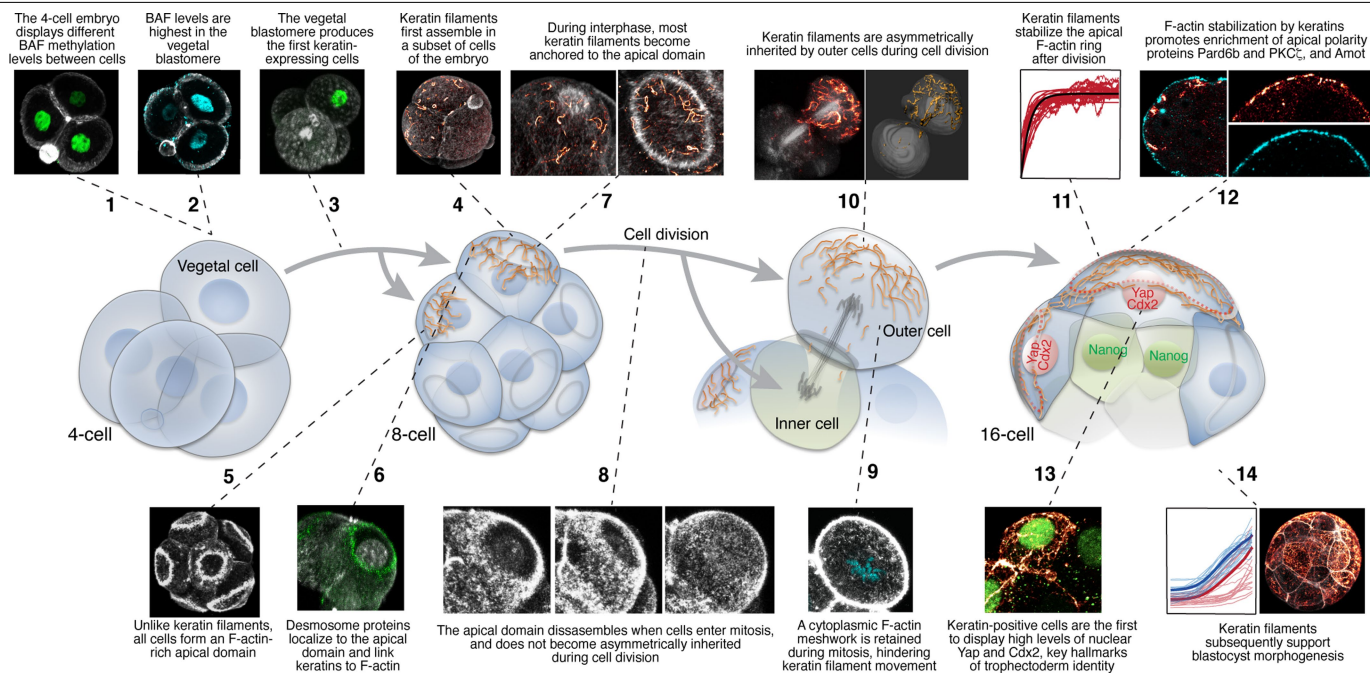 The 4-cell embryo
displays different
BAF methylation
levels between cells
BAF levels are
highest in the
vegetal
blastomere
The vegetal
blastomere produces
the first keratin-
expressing cells
Keratin filaments
first assemble in
a subset of cells
of the embryo
During interphase, most
keratin filaments become
anchored to the apical domain
Keratin filaments are asymmetrically
inherited by outer cells during cell division
Keratin filaments
stabilize the apical
F-actin ring
after division
F-actin stabilization by keratins
promotes enrichment of apical polarity
proteins Pard6b and PKCζ, and Amot
1
2
3
4
7
10
11
12
Vegetal cell
4-cell
8-cell
Cell division
Outer cell
Inner cell
Yap
Cdx2
Yap
Cdx2
Nanog
Nanog
16-cell
5
6
8
9
13
14
Unlike keratin filaments,
all cells form an F-actin-
rich apical domain
Desmosome proteins
localize to the apical
domain and link
keratins to F-actin
The apical domain dissasembles when cells enter mitosis,
and does not become asymmetrically inherited
during cell division
A cytoplasmic F-actin
meshwork is retained
during mitosis, hindering
keratin filament movement
Keratin-positive cells are the first
to display high levels of nuclear
Yap and Cdx2, key hallmarks
of trophectoderm identity
Keratin filaments
subsequently support
blastocyst morphogenesis